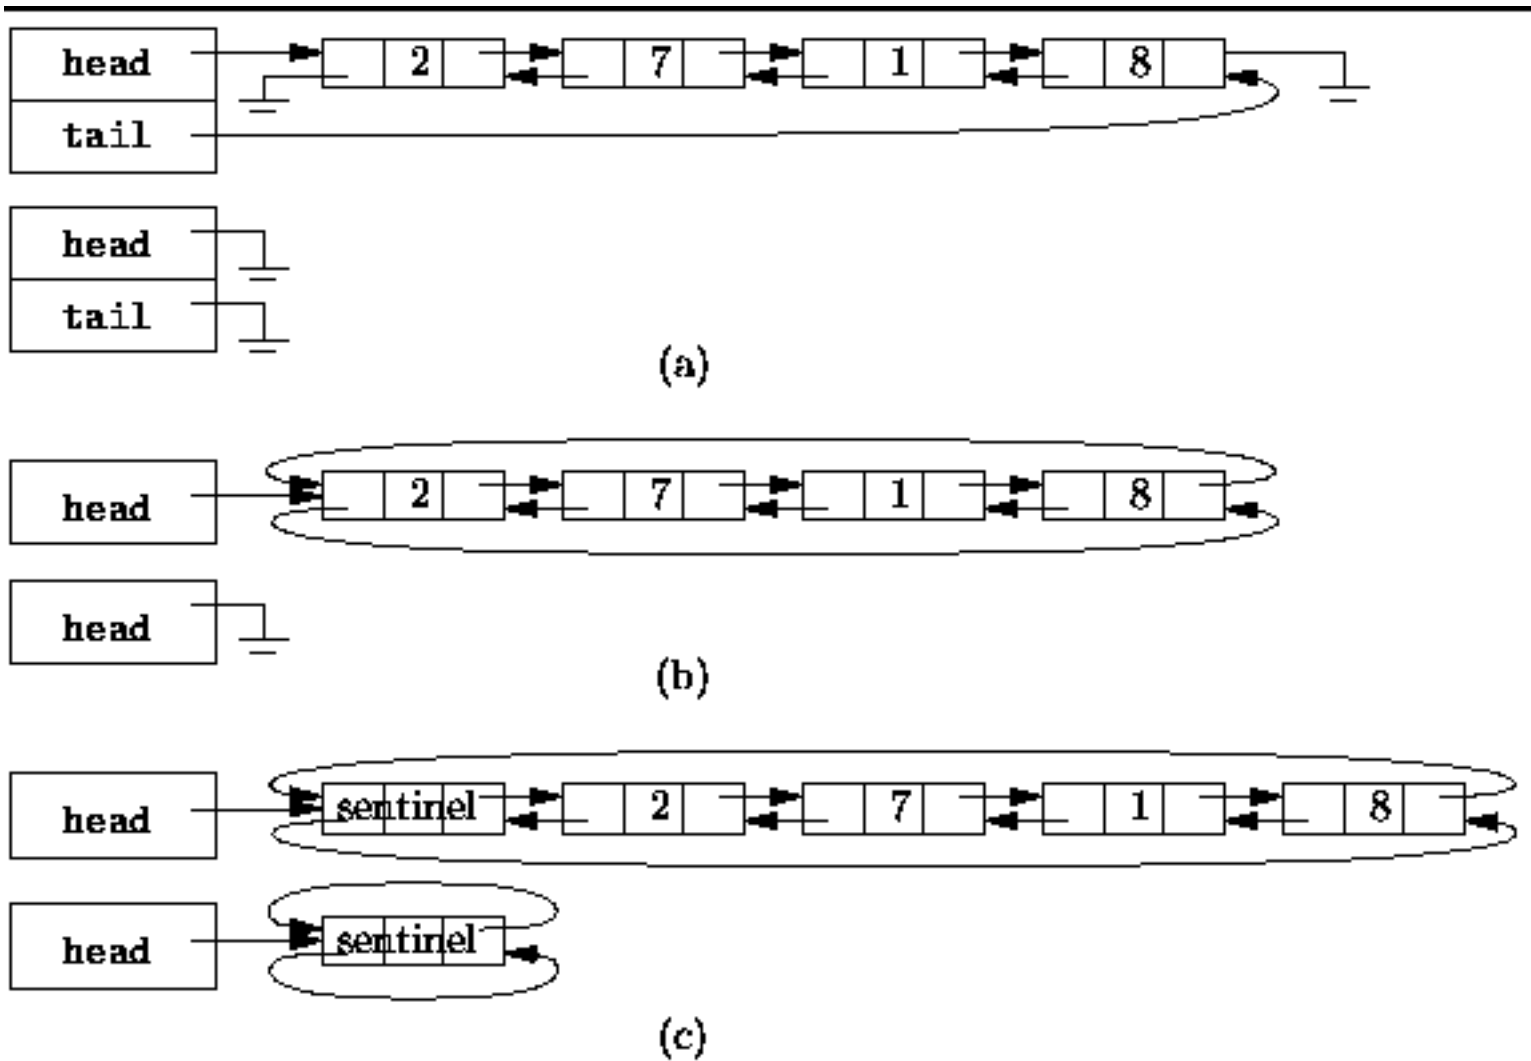 head 2 7 1 8
tail
head
tail
(a)
head 2 7 1 8
head
(b)
head sentinel 2 7 1 8
head sentinel
(c)